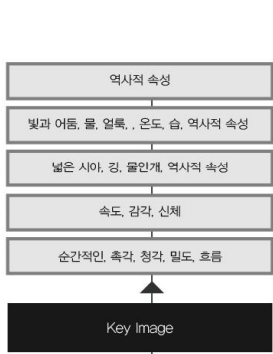 역사적 속성
빛과 어둠, 물, 얼룩, , 온도, 습, 역사적 속성
넓은 시야, 깅, 물인개, 역사적 속성
속도, 감각, 신체
순간적인, 촉각, 청각, 밀도, 흐름
Key Image